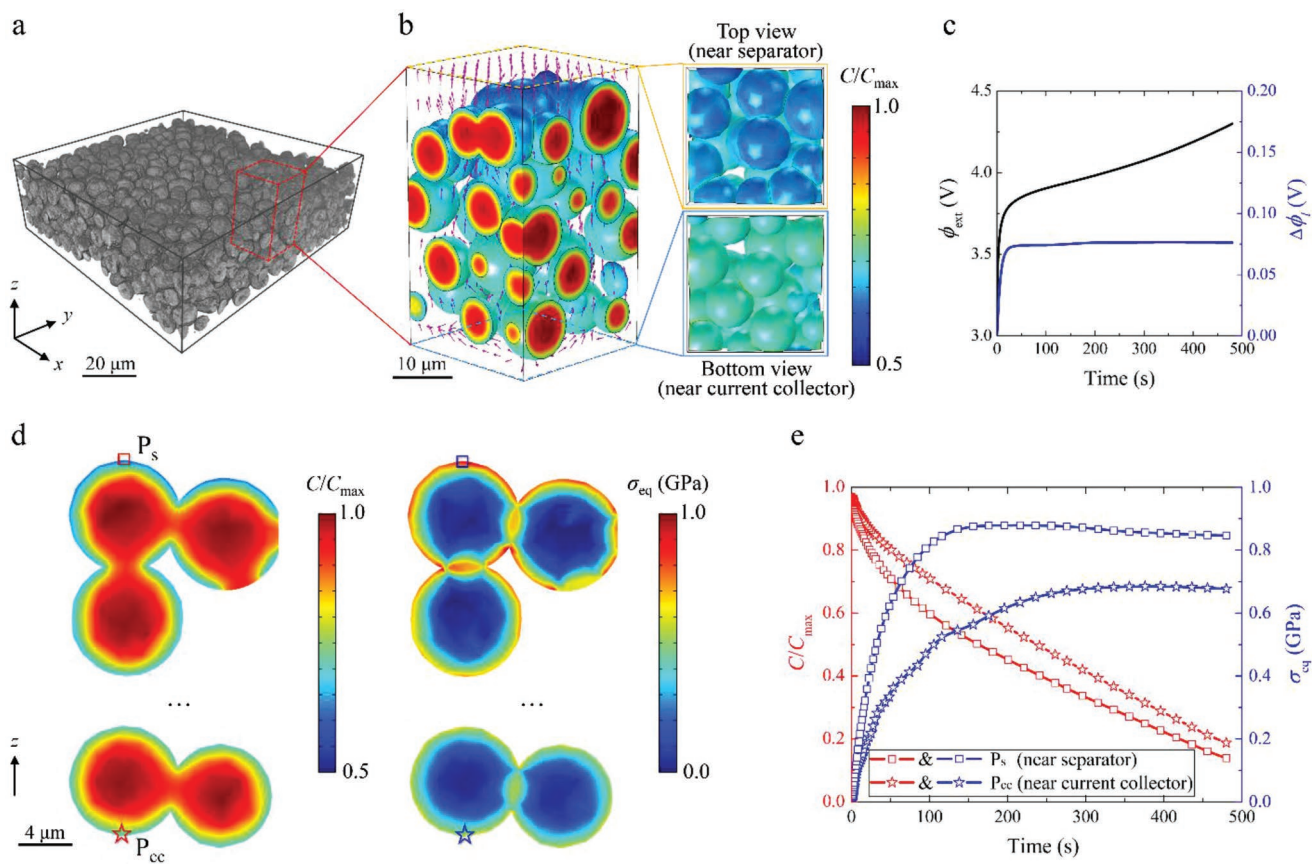 a
z
y
x
20 μm
b
10 μm
Top view
(near separator)
Bottom view
(near current collector)
C/Cmax
1.0
0.5
c
4.5
4.0
3.5
3.0
ϕext (V)
0.20
0.15
0.10
0.05
0.00
Δϕ (V)
0 100 200 300 400 500
Time (s)
d
Ps
C/Cmax
1.0
0.5
σeq (GPa)
1.0
0.0
...
...
z
4 μm
Pcc
e
1.0
0.8
0.6
0.4
0.2
0.0
C/Cmax
1.0
0.8
0.6
0.4
0.2
0.0
σeq (GPa)
& Ps (near separator)
& Pcc (near current collector)
0 100 200 300 400 500
Time (s)